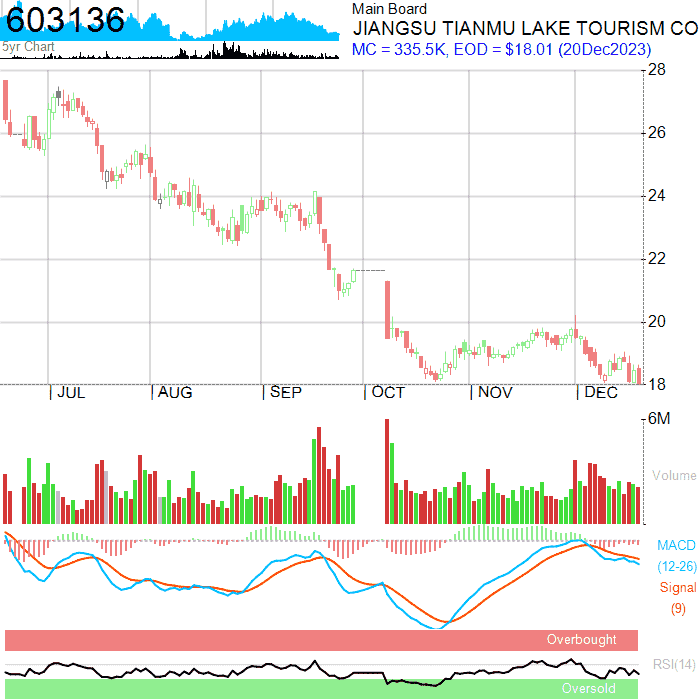 603136
5yr Chart
Main Board
JIANGSU TIANMU LAKE TOURISM CO
MC = 335.5K, EOD = $18.01 (20Dec2023)
28
26
24
22
20
18
| JUL | AUG | SEP | OCT | NOV | DEC
6M
Volume
MACD
(12-26)
Signal
(9)
Overbought
RSI(14)
Oversold